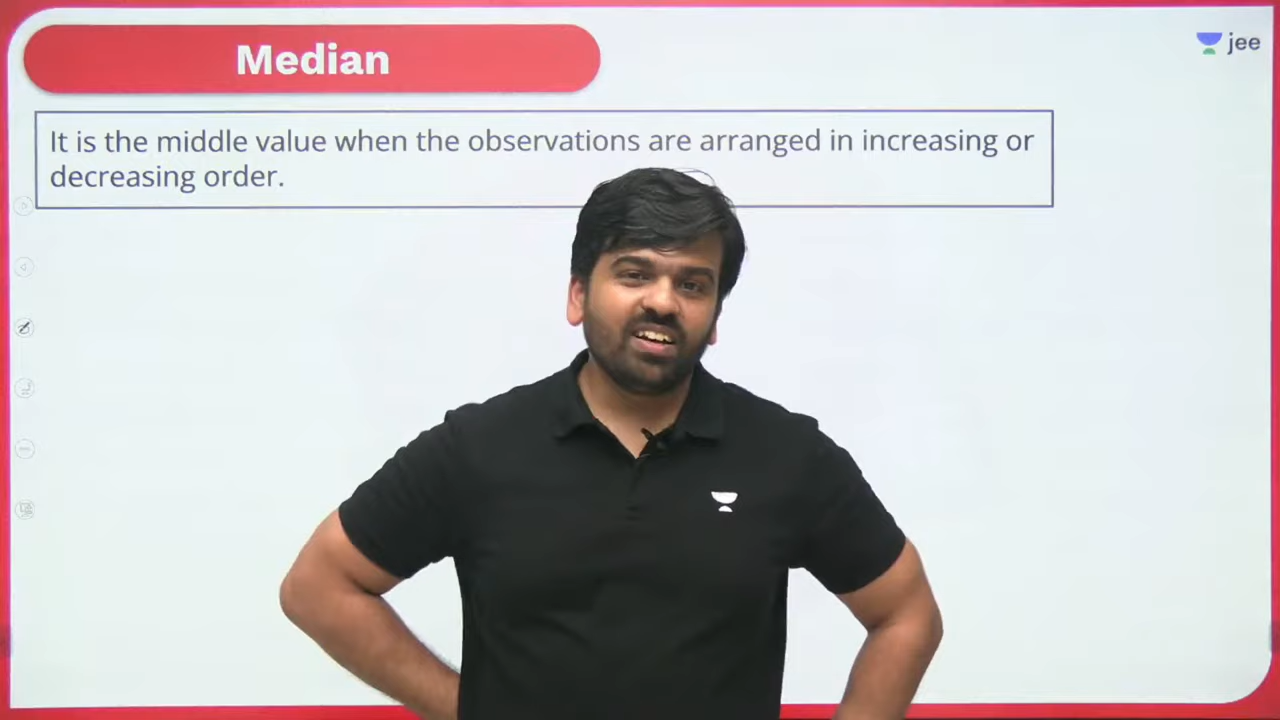 Median
jee
It is the middle value when the observations are arranged in increasing or
decreasing order.